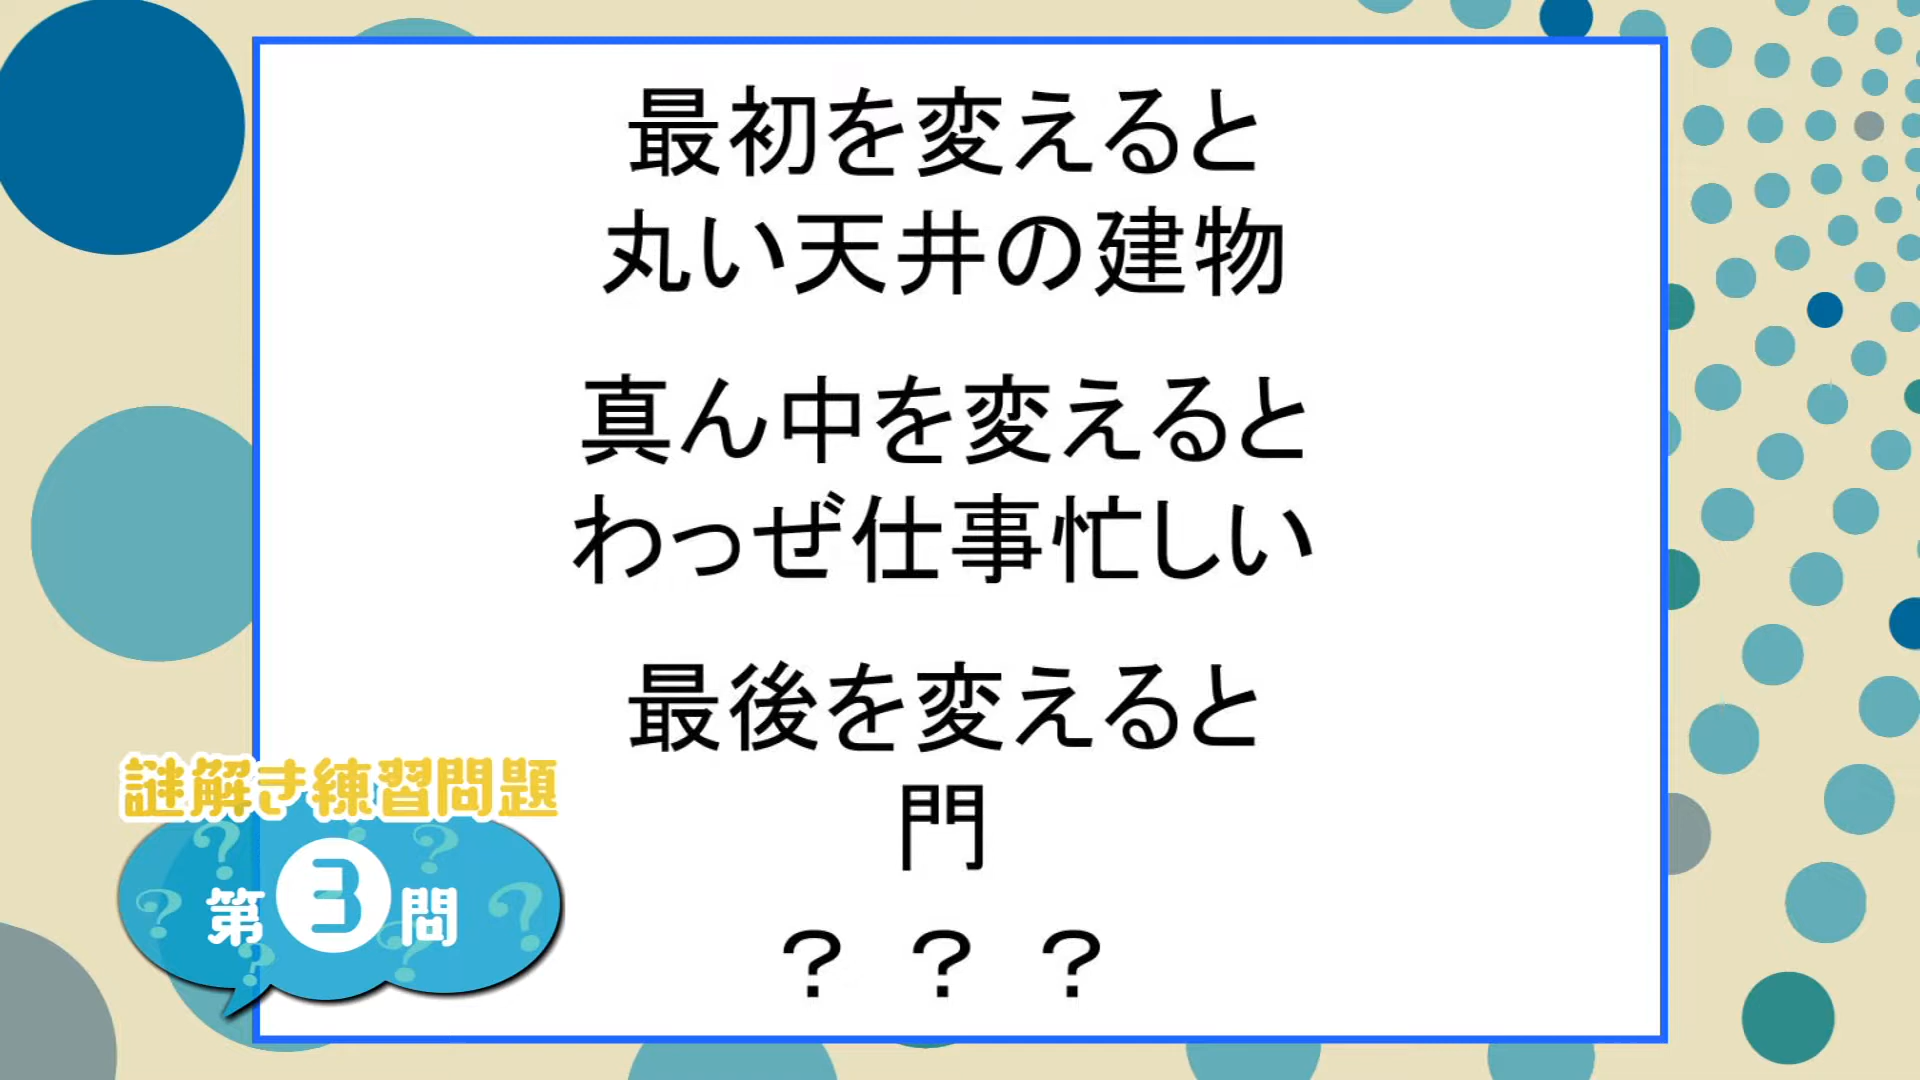 最初を変えると
丸い天井の建物
真ん中を変えると
わっぜ仕事忙しい
最後を変えると
門
？？？
謎解き練習問題
第3問